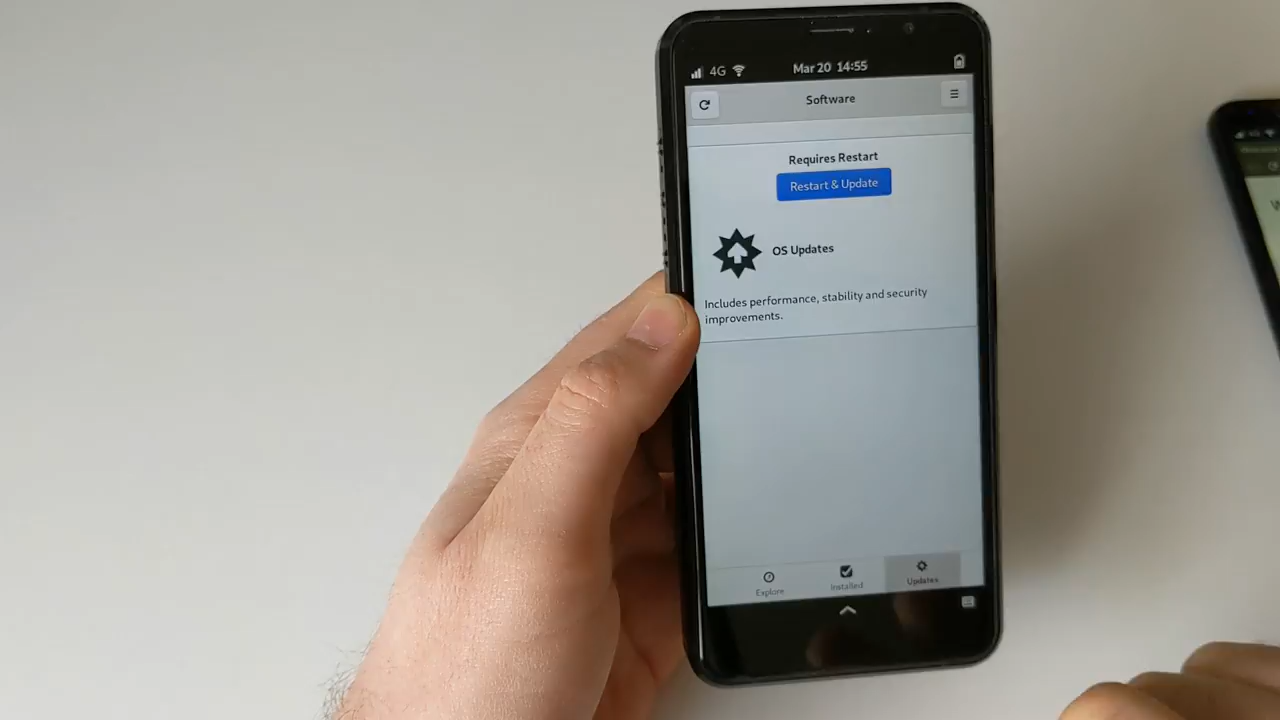 4G
Mar 20 14:55
Software
Requires Restart
Restart & Update
OS Updates
Includes performance, stability and security
improvements.
Explore
Installed
Updates